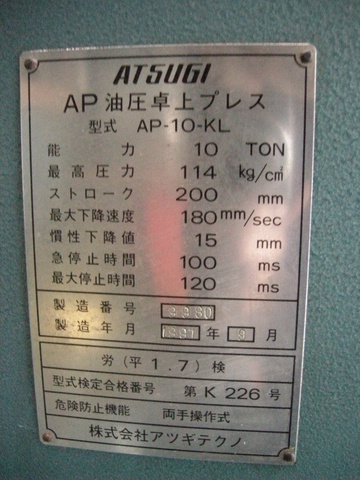 ATSUGI
AP 油圧卓上プレス
型式 AP-10-KL
能力 10 TON
最高圧力 114 kg/c㎡
ストローク 200 mm
最大下降速度 180 mm/sec
慣性下降値 15 mm
急停止時間 100 ms
最大停止時間 120 ms
製造番号
製造年月 1991 年 9 月
労(平1.7)検
型式検定合格番号 第 K 226 号
危険防止機能 両手操作式
株式会社アツギテクノ